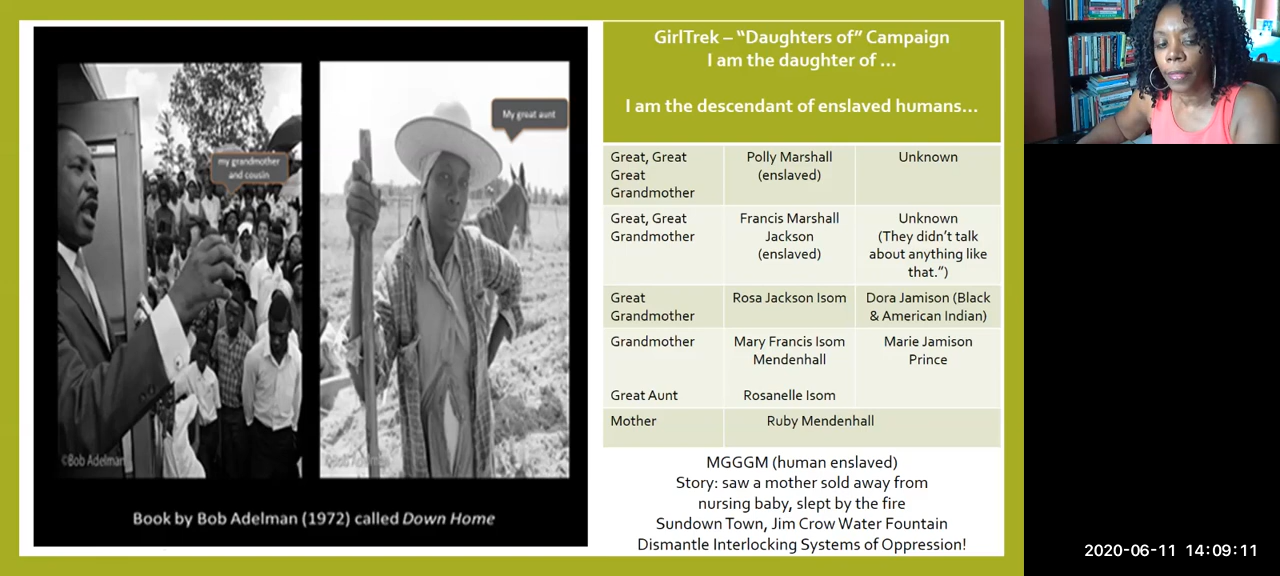 my grandmother
and cousin
My great aunt
©Bob Adelman
©Bob Adelman
Book by Bob Adelman (1972) called Down Home
GirlTrek – “Daughters of” Campaign
I am the daughter of ...
I am the descendant of enslaved humans...
Great, Great
Great
Grandmother
Polly Marshall
(enslaved)
Unknown
Great, Great
Grandmother
Francis Marshall
Jackson
(enslaved)
Unknown
(They didn’t talk
about anything like
that.”)
Great
Grandmother
Rosa Jackson Isom
Dora Jamison (Black
& American Indian)
Grandmother
Mary Francis Isom
Mendenhall
Marie Jamison
Prince
Great Aunt
Rosanelle Isom
Mother
Ruby Mendenhall
MGGGM (human enslaved)
Story: saw a mother sold away from
nursing baby, slept by the fire
Sundown Town, Jim Crow Water Fountain
Dismantle Interlocking Systems of Oppression!
2020-06-11 14:09:11